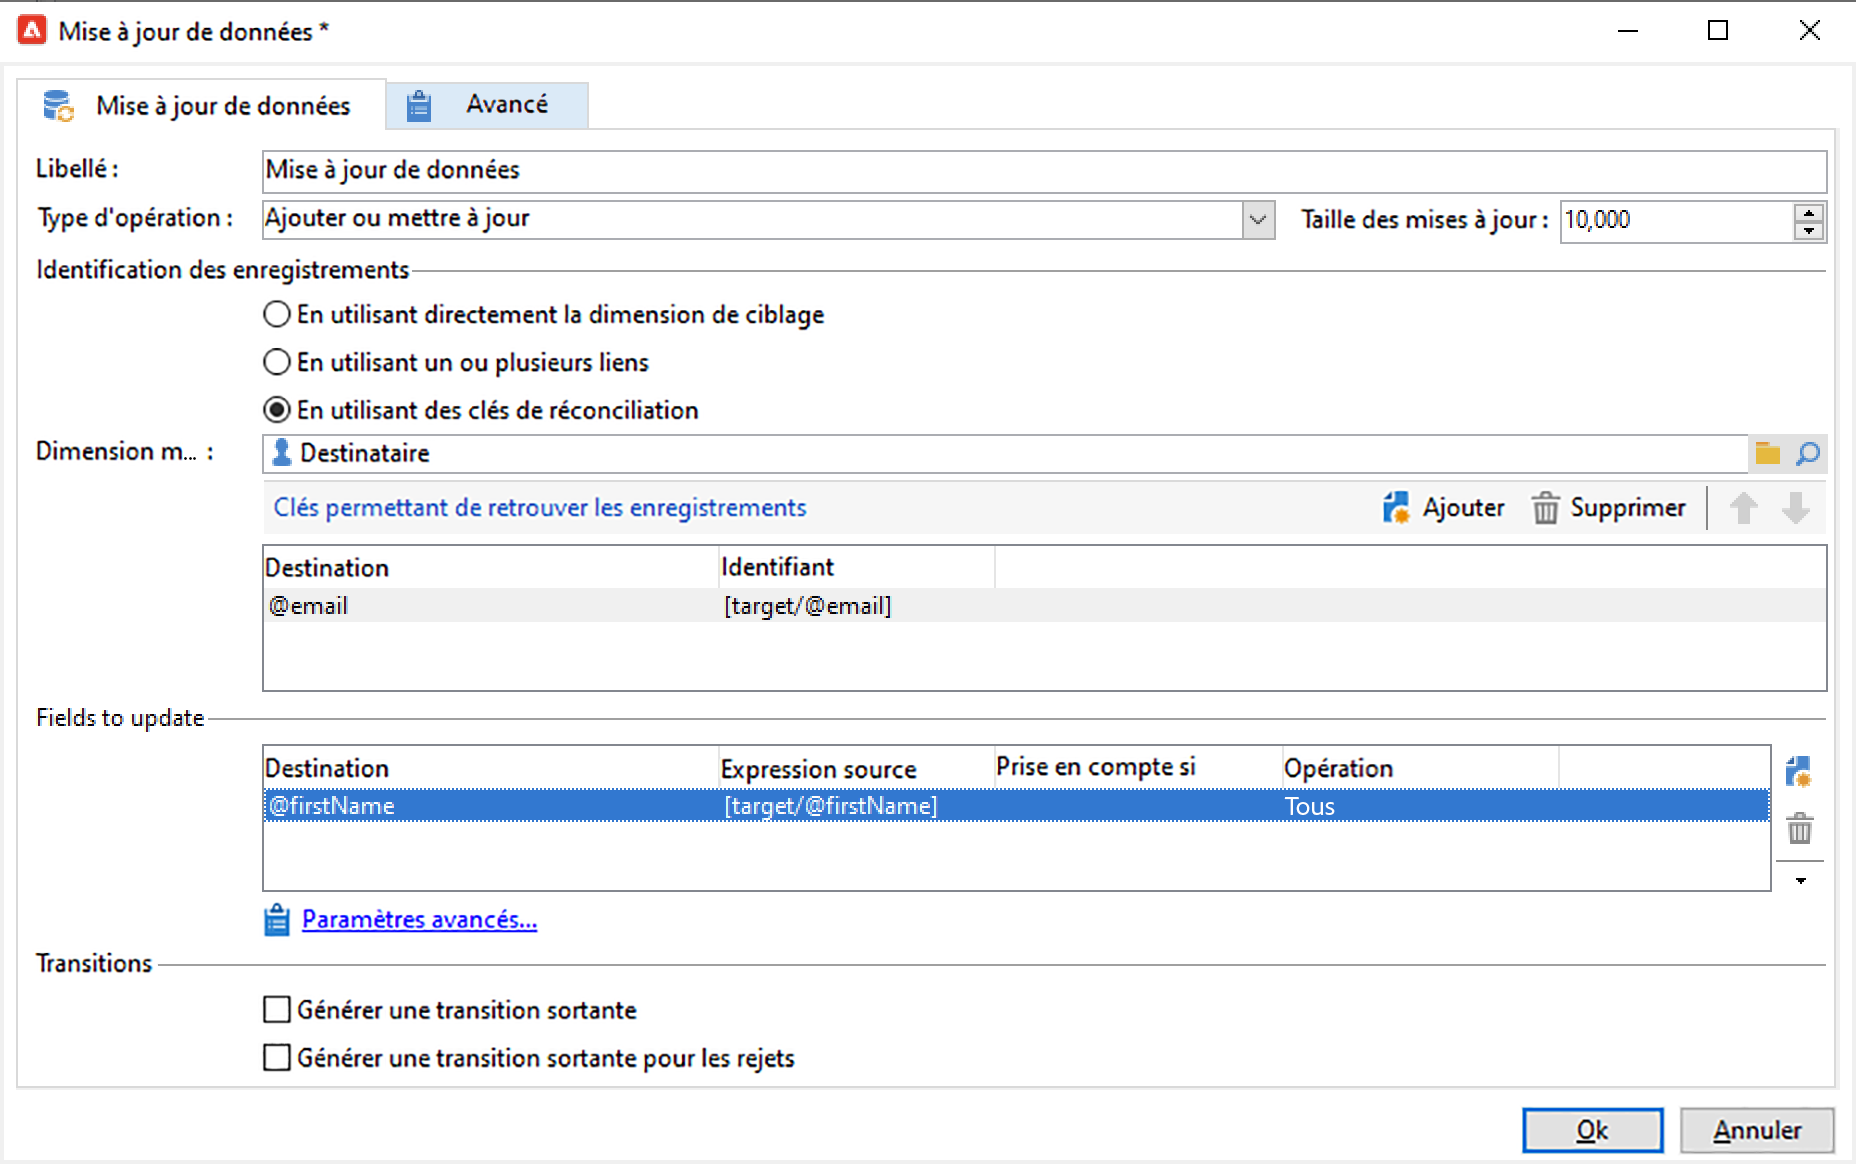 Mise à jour de données *
Mise à jour de données Avancé
Libellé : Mise à jour de données
Type d'opération : Ajouter ou mettre à jour Taille des mises à jour : 10,000
Identification des enregistrements
En utilisant directement la dimension de ciblage
En utilisant un ou plusieurs liens
En utilisant des clés de réconciliation
Dimension m... : Destinataire
Clés permettant de retrouver les enregistrements Ajouter Supprimer
Destination Identifiant
@email [target/@email]
Fields to update
Destination Expression source Prise en compte si Opération
@firstName [target/@firstName] Tous
Paramètres avancés...
Transitions
Générer une transition sortante
Générer une transition sortante pour les rejets
Ok Annuler